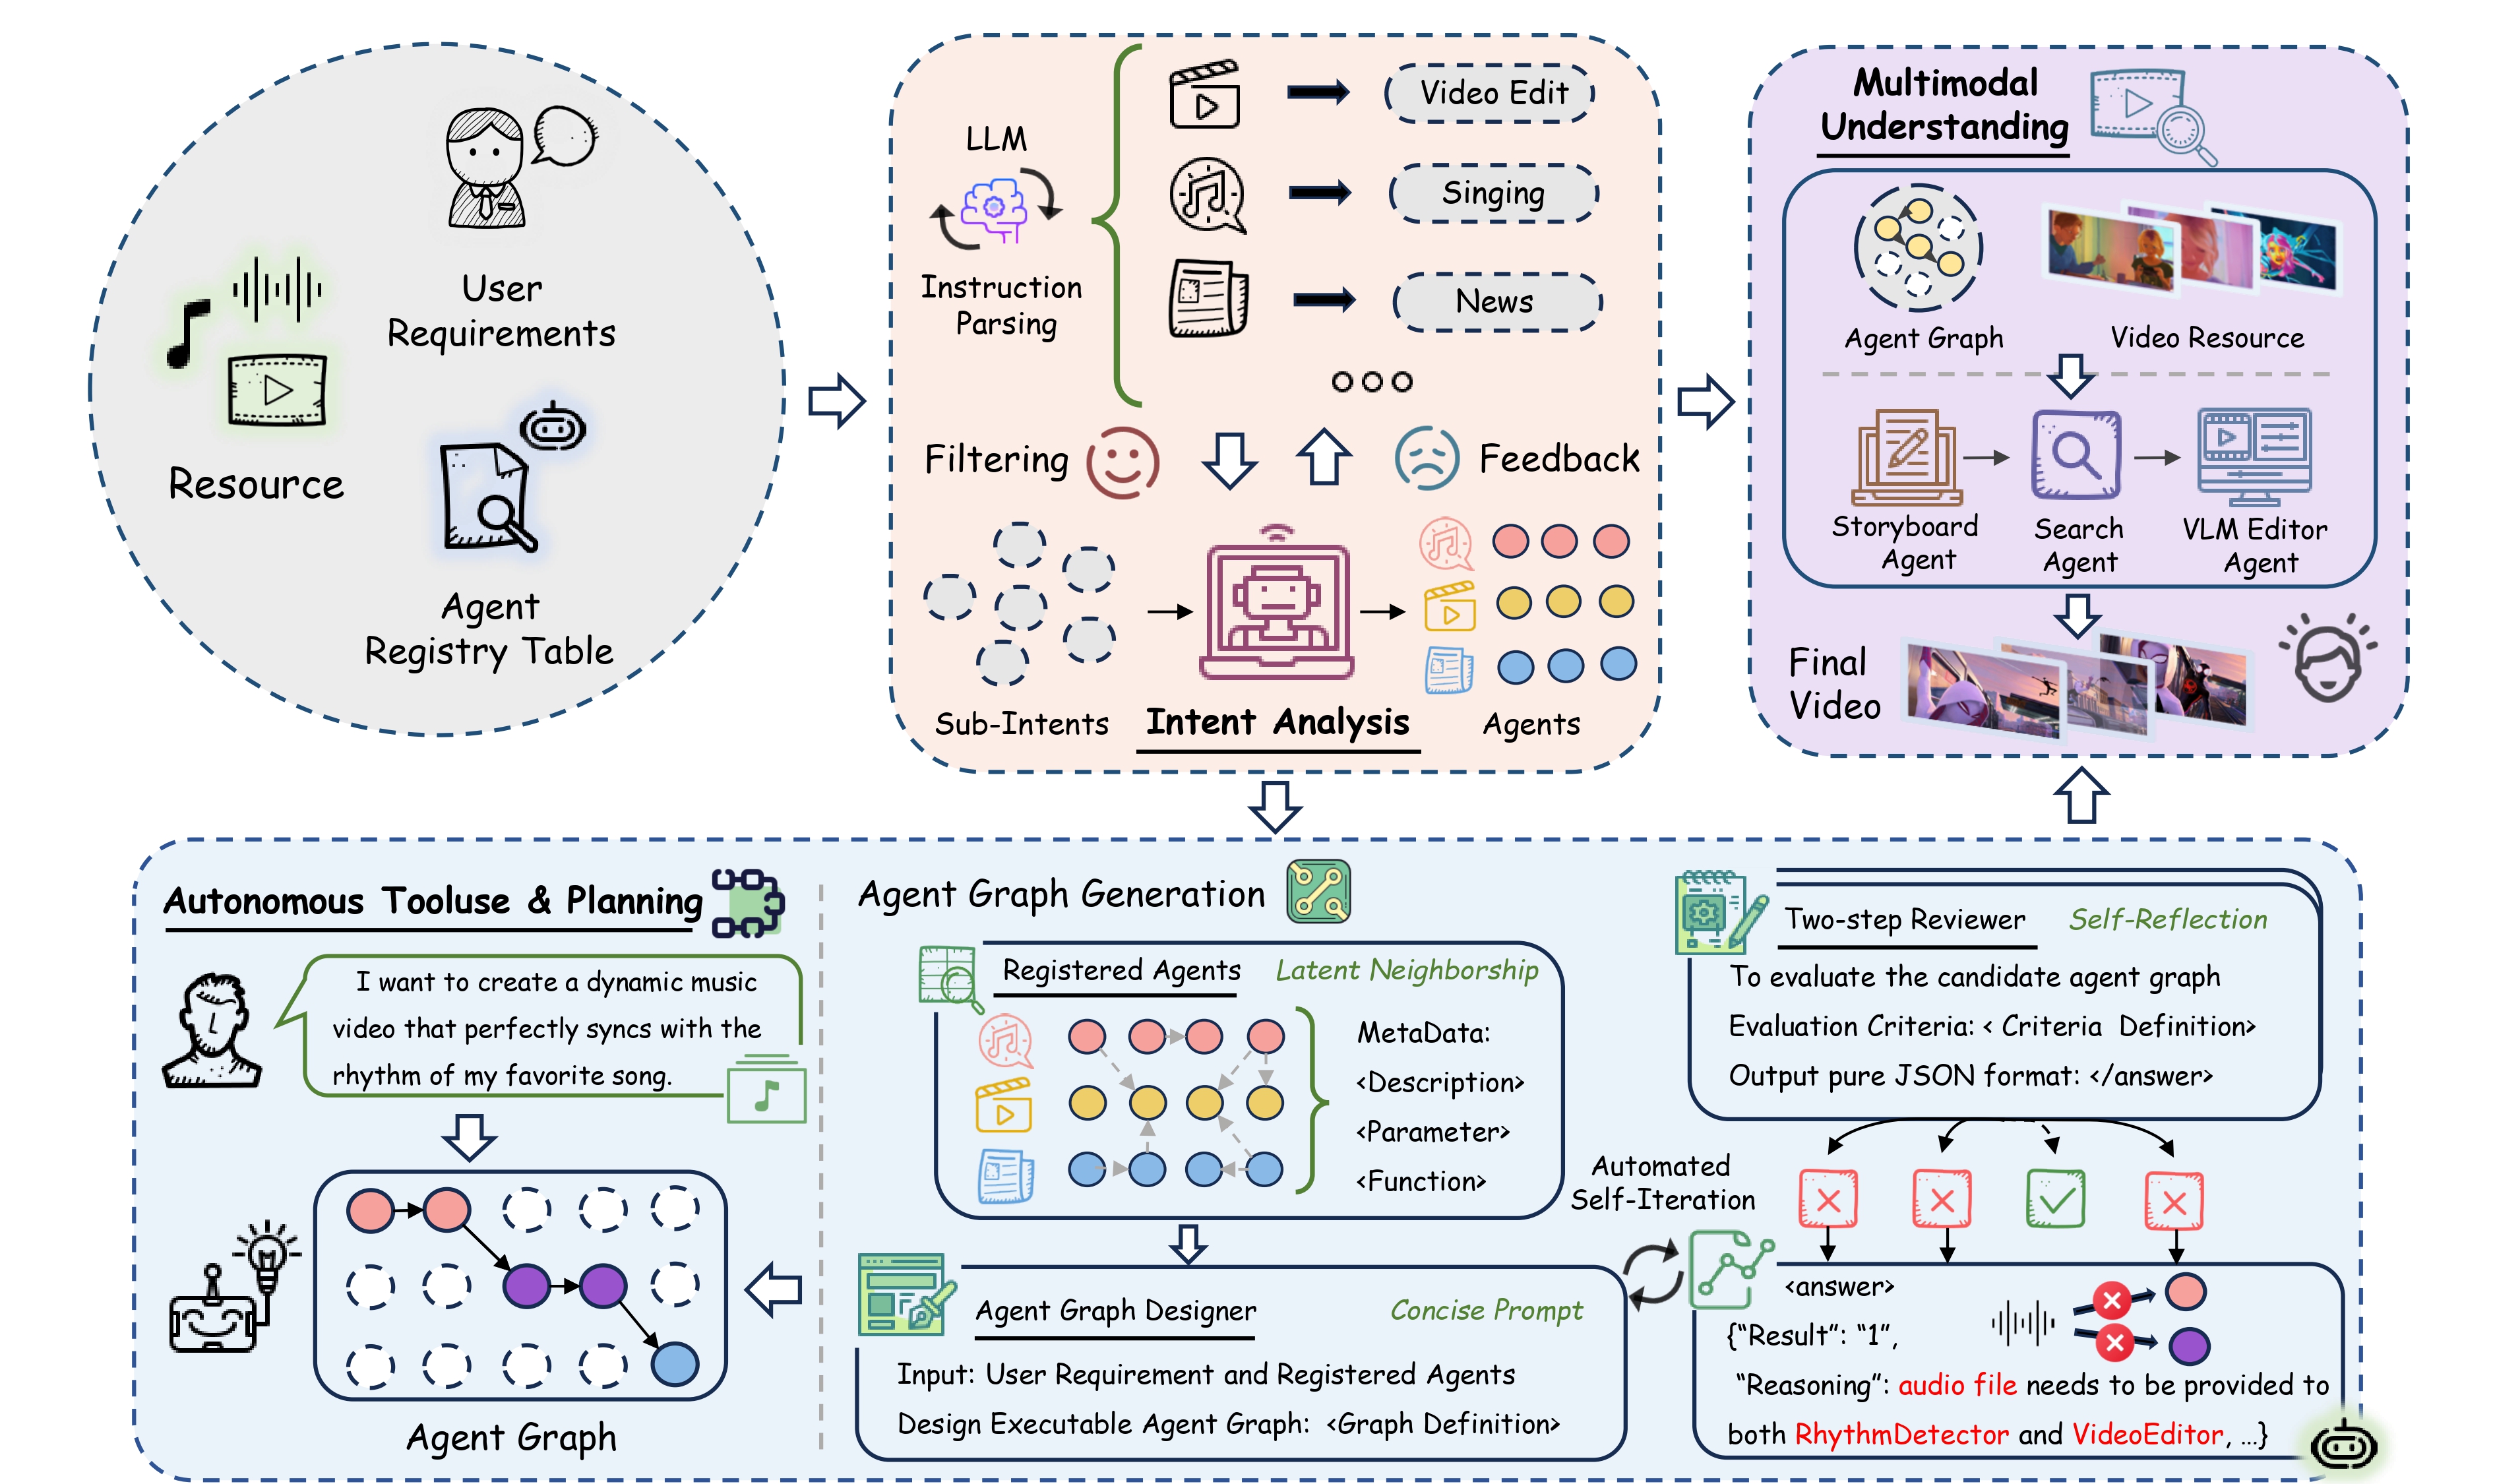 User
Requirements
Resource
Agent
Registry Table
LLM
Instruction
Parsing
Video Edit
Singing
News
Filtering
Feedback
Sub-Intents
Intent Analysis
Agents
Multimodal
Understanding
Agent Graph
Video Resource
Storyboard
Agent
Search
Agent
VLM Editor
Agent
Final
Video
Autonomous Tooluse & Planning
I want to create a dynamic music
video that perfectly syncs with the
rhythm of my favorite song.
Agent Graph
Agent Graph Generation
Registered Agents
Latent Neighborship
MetaData:
<Description>
<Parameter>
<Function>
Agent Graph Designer
Concise Prompt
Input: User Requirement and Registered Agents
Design Executable Agent Graph: <Graph Definition>
Automated
Self-Iteration
Two-step Reviewer
Self-Reflection
To evaluate the candidate agent graph
Evaluation Criteria: < Criteria Definition>
Output pure JSON format: </answer>
<answer>
{“Result”: “1”,
“Reasoning”: audio file needs to be provided to
both RhythmDetector and VideoEditor, …}